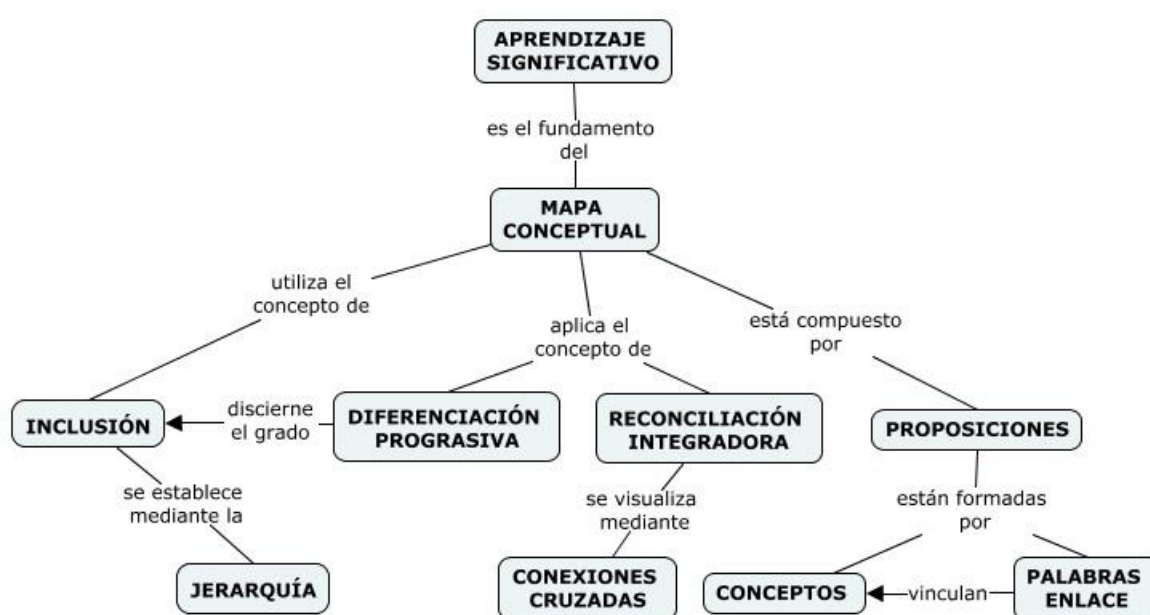 APRENDIZAJE
SIGNIFICATIVO
es el fundamento
del
MAPA
CONCEPTUAL
utiliza el
concepto de
aplica el
concepto de
está compuesto
por
INCLUSIÓN
discierne
el grado
DIFERENCIACIÓN
PROGRASIVA
RECONCILIACIÓN
INTEGRADORA
PROPOSICIONES
se establece
mediante la
se visualiza
mediante
están formadas
por
JERARQUÍA
CONEXIONES
CRUZADAS
CONCEPTOS
vinculan
PALABRAS
ENLACE